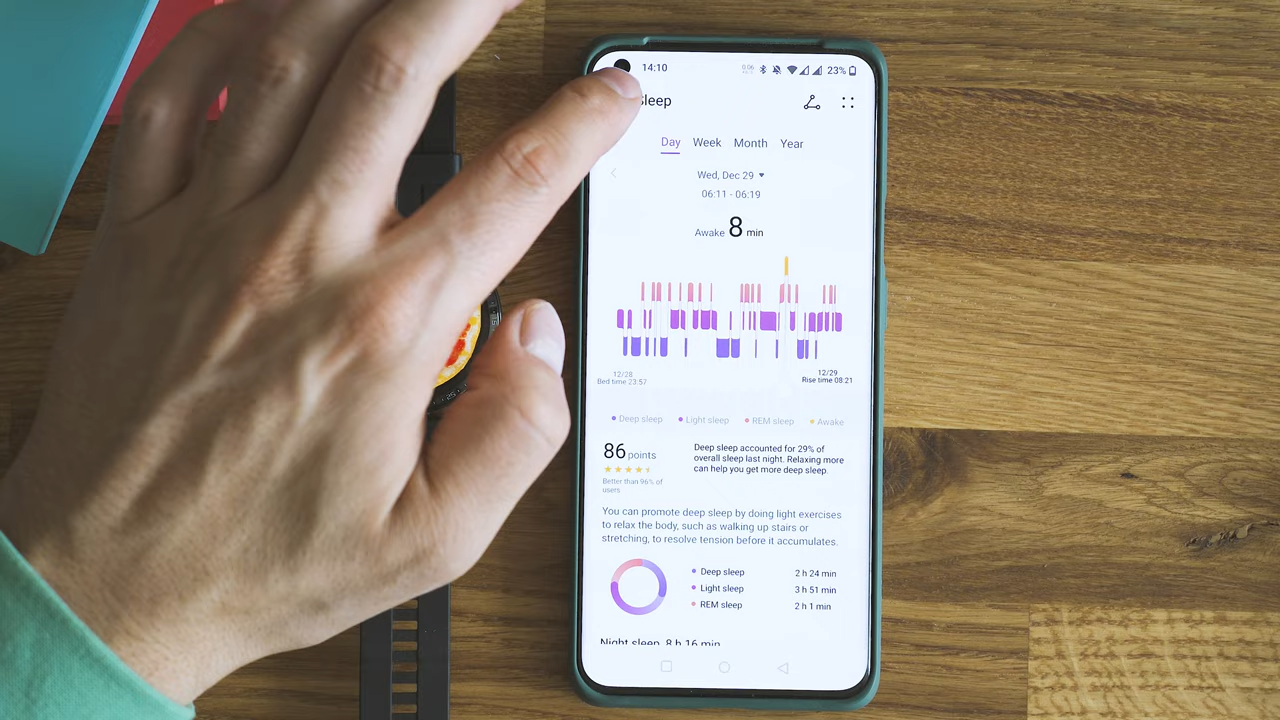 14:10
23%
Sleep
Day Week Month Year
Wed, Dec 29
06:11 - 06:19
Awake 8 min
12/28
Bed time 23:57
12/29
Rise time 08:21
Deep sleep Light sleep REM sleep Awake
86 points
Better than 96% of
users
Deep sleep accounted for 29% of
overall sleep last night. Relaxing more
can help you get more deep sleep.
You can promote deep sleep by doing light exercises
to relax the body, such as walking up stairs or
stretching, to resolve tension before it accumulates.
Deep sleep 2 h 24 min
Light sleep 3 h 51 min
REM sleep 2 h 1 min
Night sleep 8 h 16 min